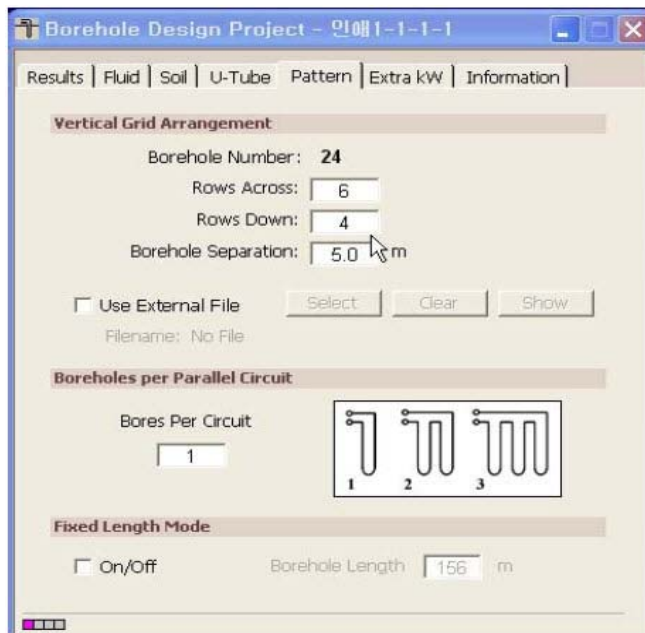 Borehole Design Project - 인애1-1-1-1
Results Fluid Soil U-Tube Pattern Extra kW Information
Vertical Grid Arrangement
Borehole Number: 24
Rows Across: 6
Rows Down: 4
Borehole Separation: 5.0 m
Use External File Select Clear Show
Filename: No File
Boreholes per Parallel Circuit
Bores Per Circuit
1
1 2 3
Fixed Length Mode
On/Off Borehole Length 156 m